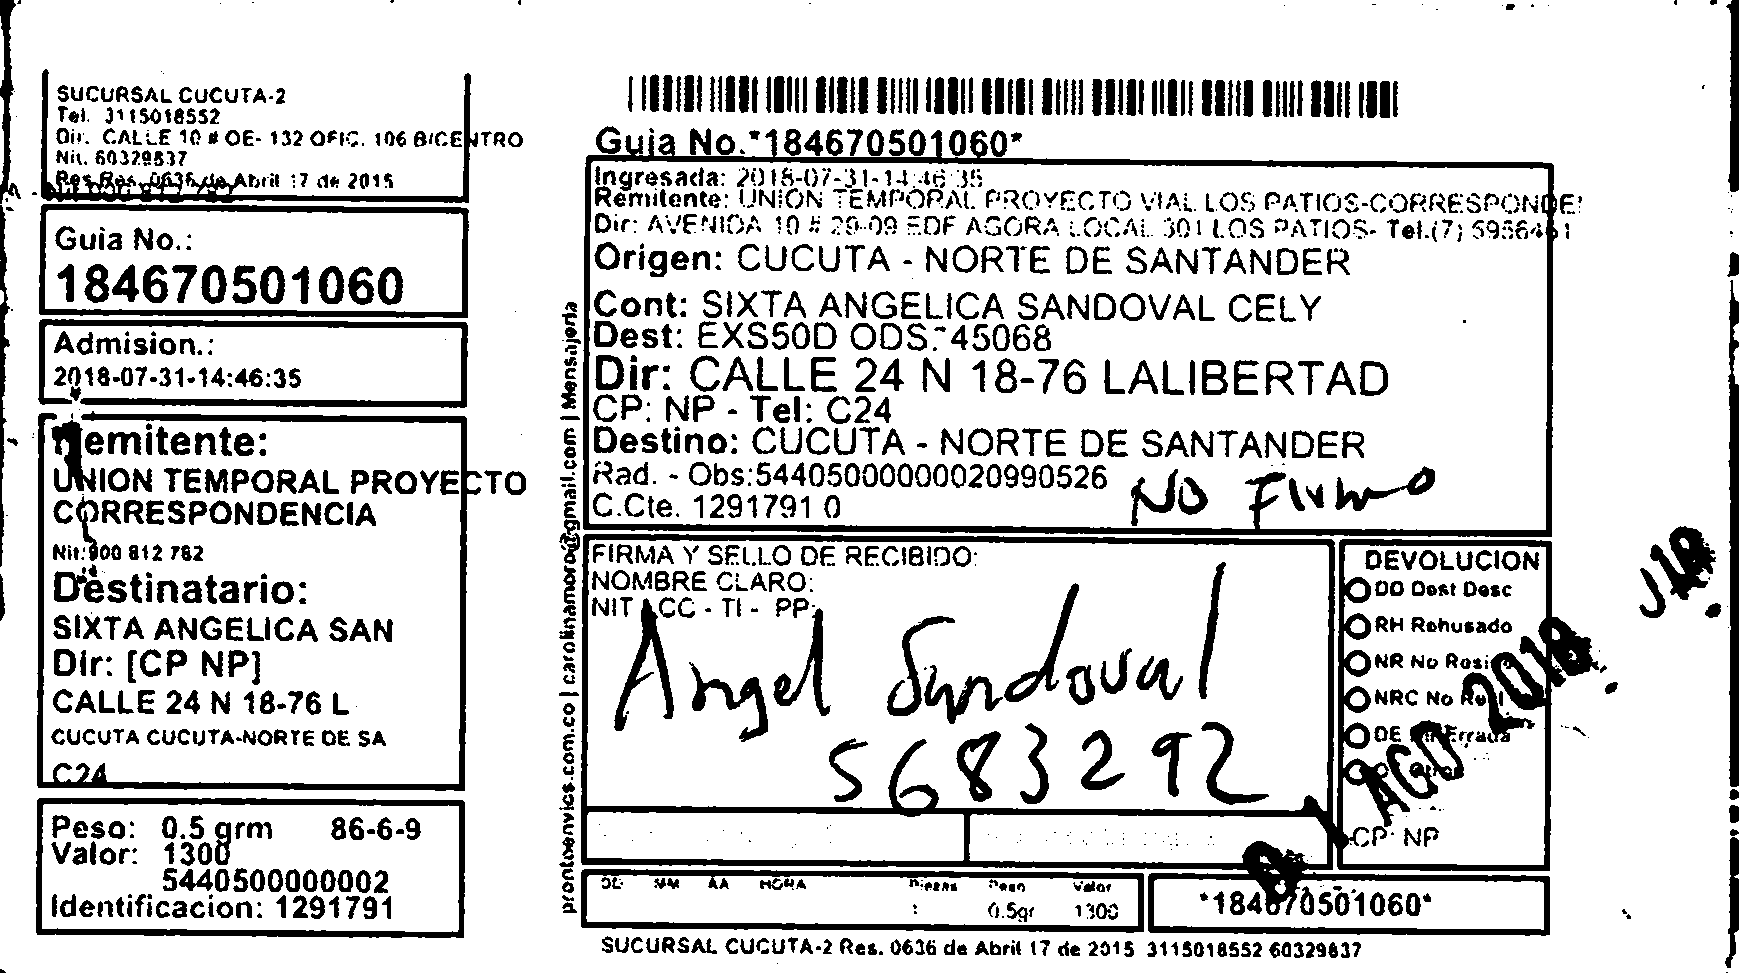 SUCURSAL CUCUTA-2
Tel. 3115018552
Dir. CALLE 10 # OE- 132 OFIC. 106 BICENTRO
Nit. 60329837
Res. 0636 de Abril 17 de 2015
Guia No.:
184670501060
Admision.:
2018-07-31-14:46:35
Remitente:
UNION TEMPORAL PROYECTO
CORRESPONDENCIA
Nit:900 812 782
Destinatario:
SIXTA ANGELICA SAN
Dir: [CP NP]
CALLE 24 N 18-76 L
CUCUTA CUCUTA-NORTE DE SA
C24
Peso: 0.5 grm 86-6-9
Valor: 1300
5440500000002
Identificacion: 1291791
prontoenvios.com.co | carolinamoro@gmail.com | Mensajeria
Guia No.*184670501060*
Ingresada: 2018-07-31-14:46:35
Remitente: UNION TEMPORAL PROYECTO VIAL LOS PATIOS-CORRESPONDE
Dir: AVENIDA 10 # 29-09 EDF AGORA LOCAL 301 LOS PATIOS- Tel.(7)
Origen: CUCUTA - NORTE DE SANTANDER
Cont: SIXTA ANGELICA SANDOVAL CELY
Dest: EXS50D ODS:45068
Dir: CALLE 24 N 18-76 LALIBERTAD
CP: NP - Tel: C24
Destino: CUCUTA - NORTE DE SANTANDER
Rad. - Obs:54405000000020990526
C.Cte. 1291791 0
No Firmo
FIRMA Y SELLO DE RECIBIDO:
NOMBRE CLARO:
NIT - CC - TI - PP:
Angel Sandoval
5683292
DEVOLUCION
DD Dest Desc
RH Rehusado
NR No Resi
NRC No
DE Errada
Otros
CP: NP
AGO 2018
DD MM AA HORA Piezas Peso Valor
1 0.5gr 1300
*184670501060*
SUCURSAL CUCUTA-2 Res. 0636 de Abril 17 de 2015 3115018552 60329837